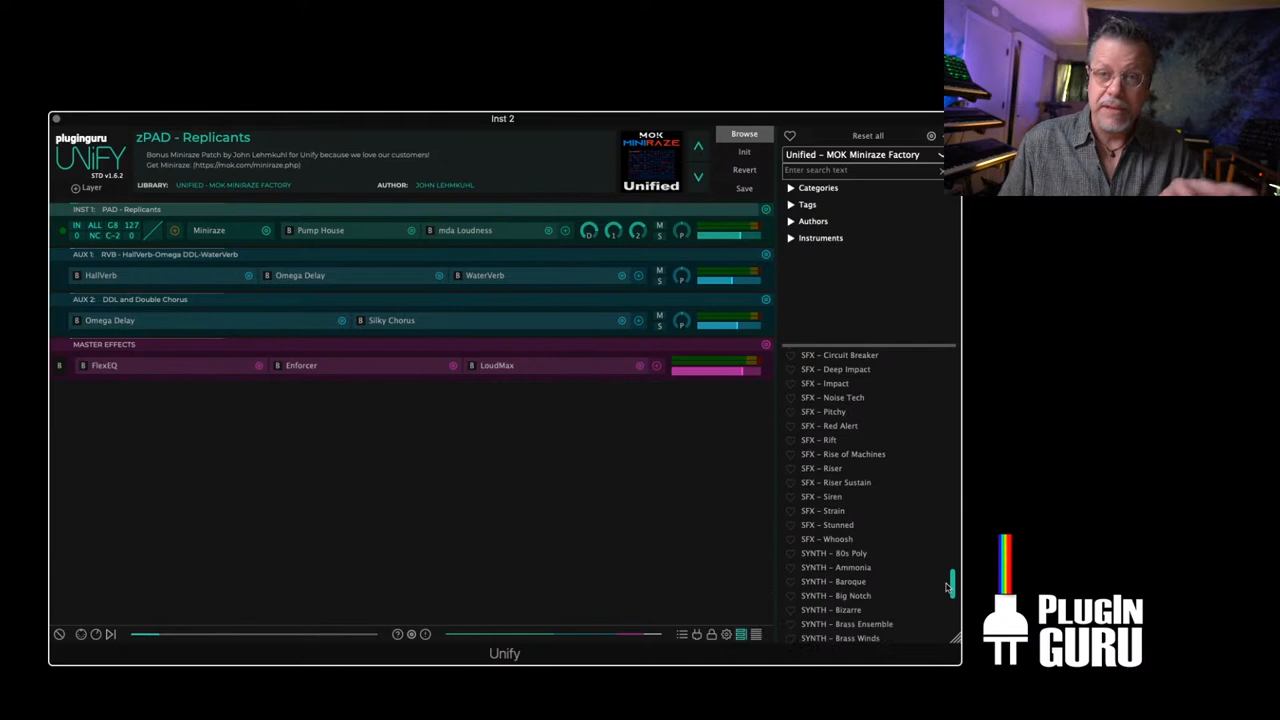 Inst 2
pluginguru
UNiFY
STD v1.6.2
Layer
zPAD - Replicants
Bonus Miniraze Patch by John Lehmkuhl for Unify because we love our customers!
Get Miniraze: (https://mok.com/miniraze.php)
LIBRARY: UNIFIED - MOK MINIRAZE FACTORY
AUTHOR: JOHN LEHMKUHL
MOK
MINIRAZE
Unified
Browse
Init
Revert
Save
Reset all
Unified – MOK Miniraze Factory
Enter search text
Categories
Tags
Authors
Instruments
INST 1: PAD - Replicants
IN ALL G8 127
0 NC C-2 0
Miniraze
B Pump House
B mda Loudness
D 1 2
M
S
P
AUX 1: RVB - HallVerb-Omega DDL-WaterVerb
B HallVerb
B Omega Delay
B WaterVerb
M
S
P
AUX 2: DDL and Double Chorus
B Omega Delay
B Silky Chorus
M
S
P
MASTER EFFECTS
B
B FlexEQ
B Enforcer
B LoudMax
SFX – Circuit Breaker
SFX – Deep Impact
SFX – Impact
SFX – Noise Tech
SFX – Pitchy
SFX – Red Alert
SFX – Rift
SFX – Rise of Machines
SFX – Riser
SFX – Riser Sustain
SFX – Siren
SFX – Strain
SFX – Stunned
SFX – Whoosh
SYNTH – 80s Poly
SYNTH – Ammonia
SYNTH – Baroque
SYNTH – Big Notch
SYNTH – Bizarre
SYNTH – Brass Ensemble
SYNTH – Brass Winds
Unify
PLUGIN
GURU